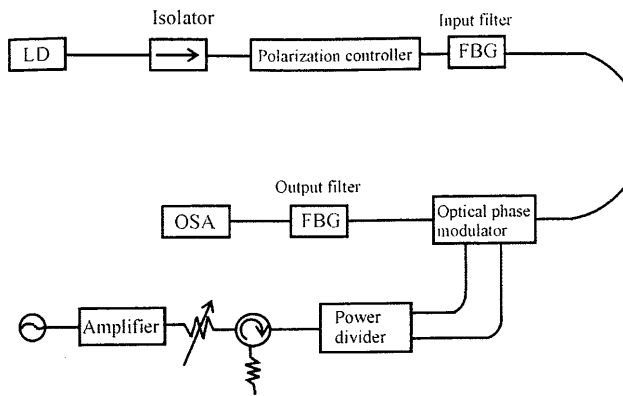 Isolator
Input filter
LD
Polarization controller
FBG
Output filter
OSA
FBG
Optical phase
modulator
Amplifier
Power
divider